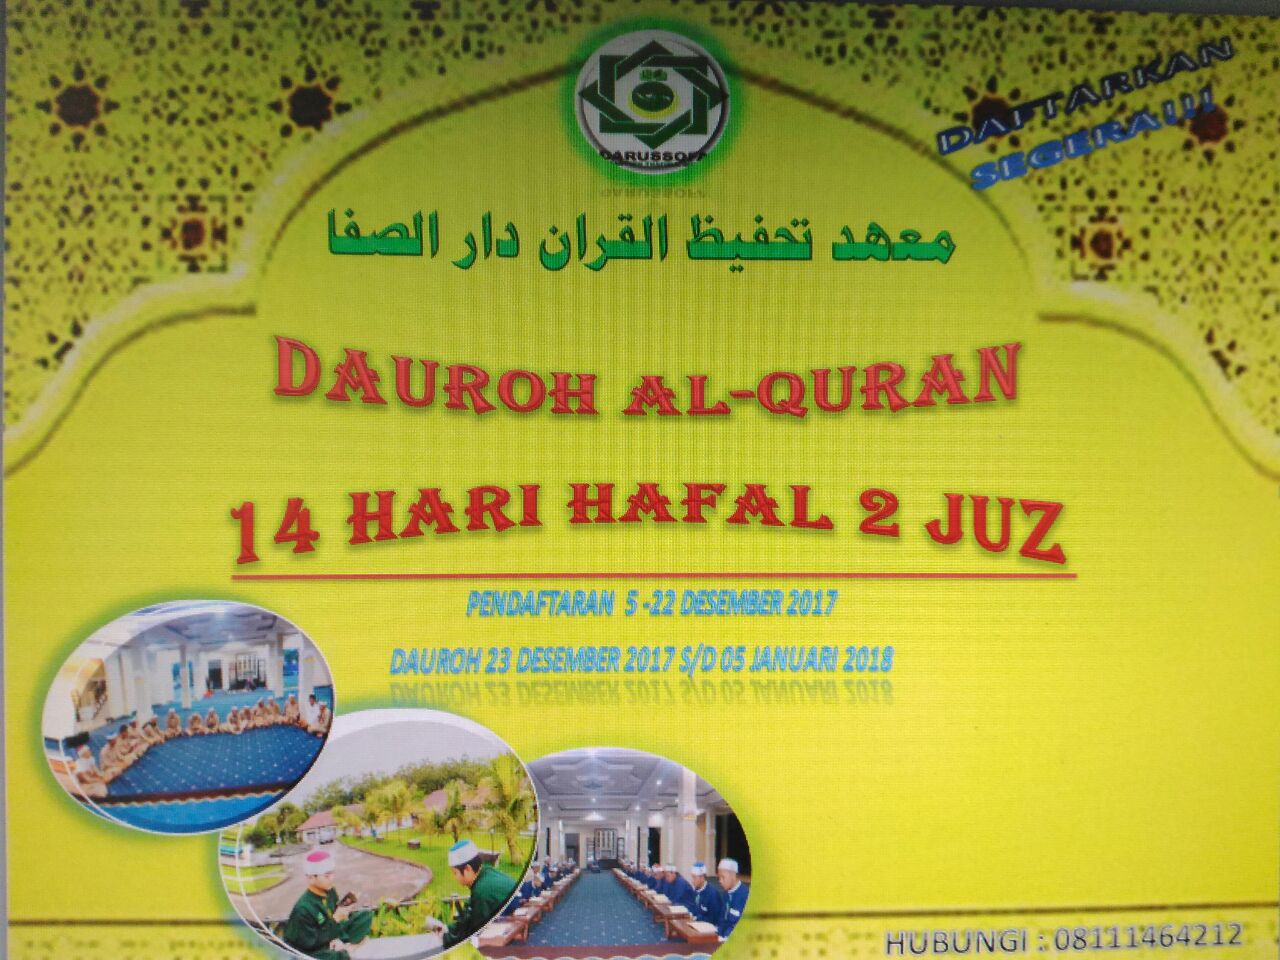 DARUSSOFA
DAFTARKAN
SEGERA!!!
معهد تحفيظ القران دار الصفا
DAUROH AL-QURAN
14 HARI HAFAL 2 JUZ
PENDAFTARAN 5 -22 DESEMBER 2017
DAUROH 23 DESEMBER 2017 S/D 05 JANUARI 2018
HUBUNGI : 08111464212